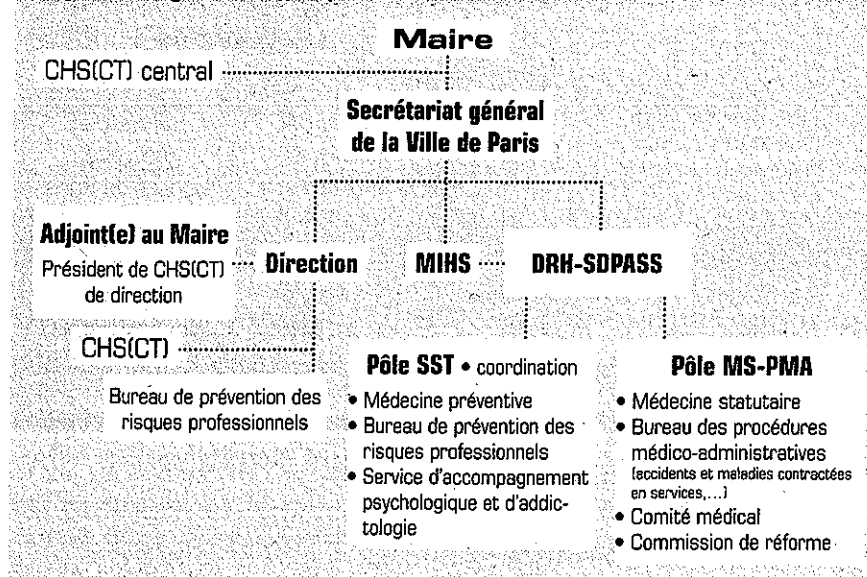 Maire
CHS(CT) central
Secrétariat général
de la Ville de Paris
Adjoint(e) au Maire
Président de CHS(CT)
de direction
Direction
MIHS
DRH-SDPASS
CHS(CT)
Bureau de prévention des
risques professionnels
Pôle SST • coordination
• Médecine préventive
• Bureau de prévention des
risques professionnels
• Service d'accompagnement
psychologique et d'addic-
tologie
Pôle MS-PMA
• Médecine statutaire
• Bureau des procédures
médico-administratives
(accidents et maladies contractées
en services,...)
• Comité médical
• Commission de réforme